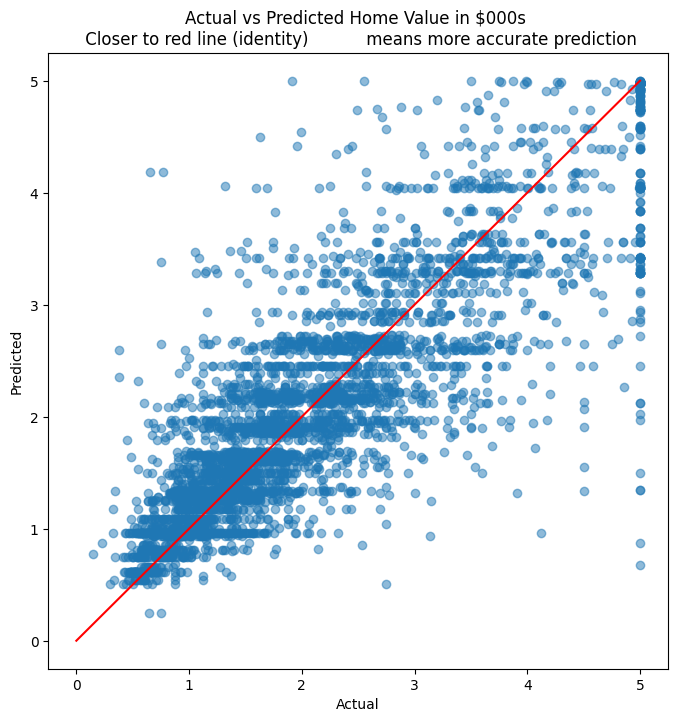 Actual vs Predicted Home Value in $000s
Closer to red line (identity)            means more accurate prediction
5
4
3
2
1
0
Predicted
0 1 2 3 4 5
Actual